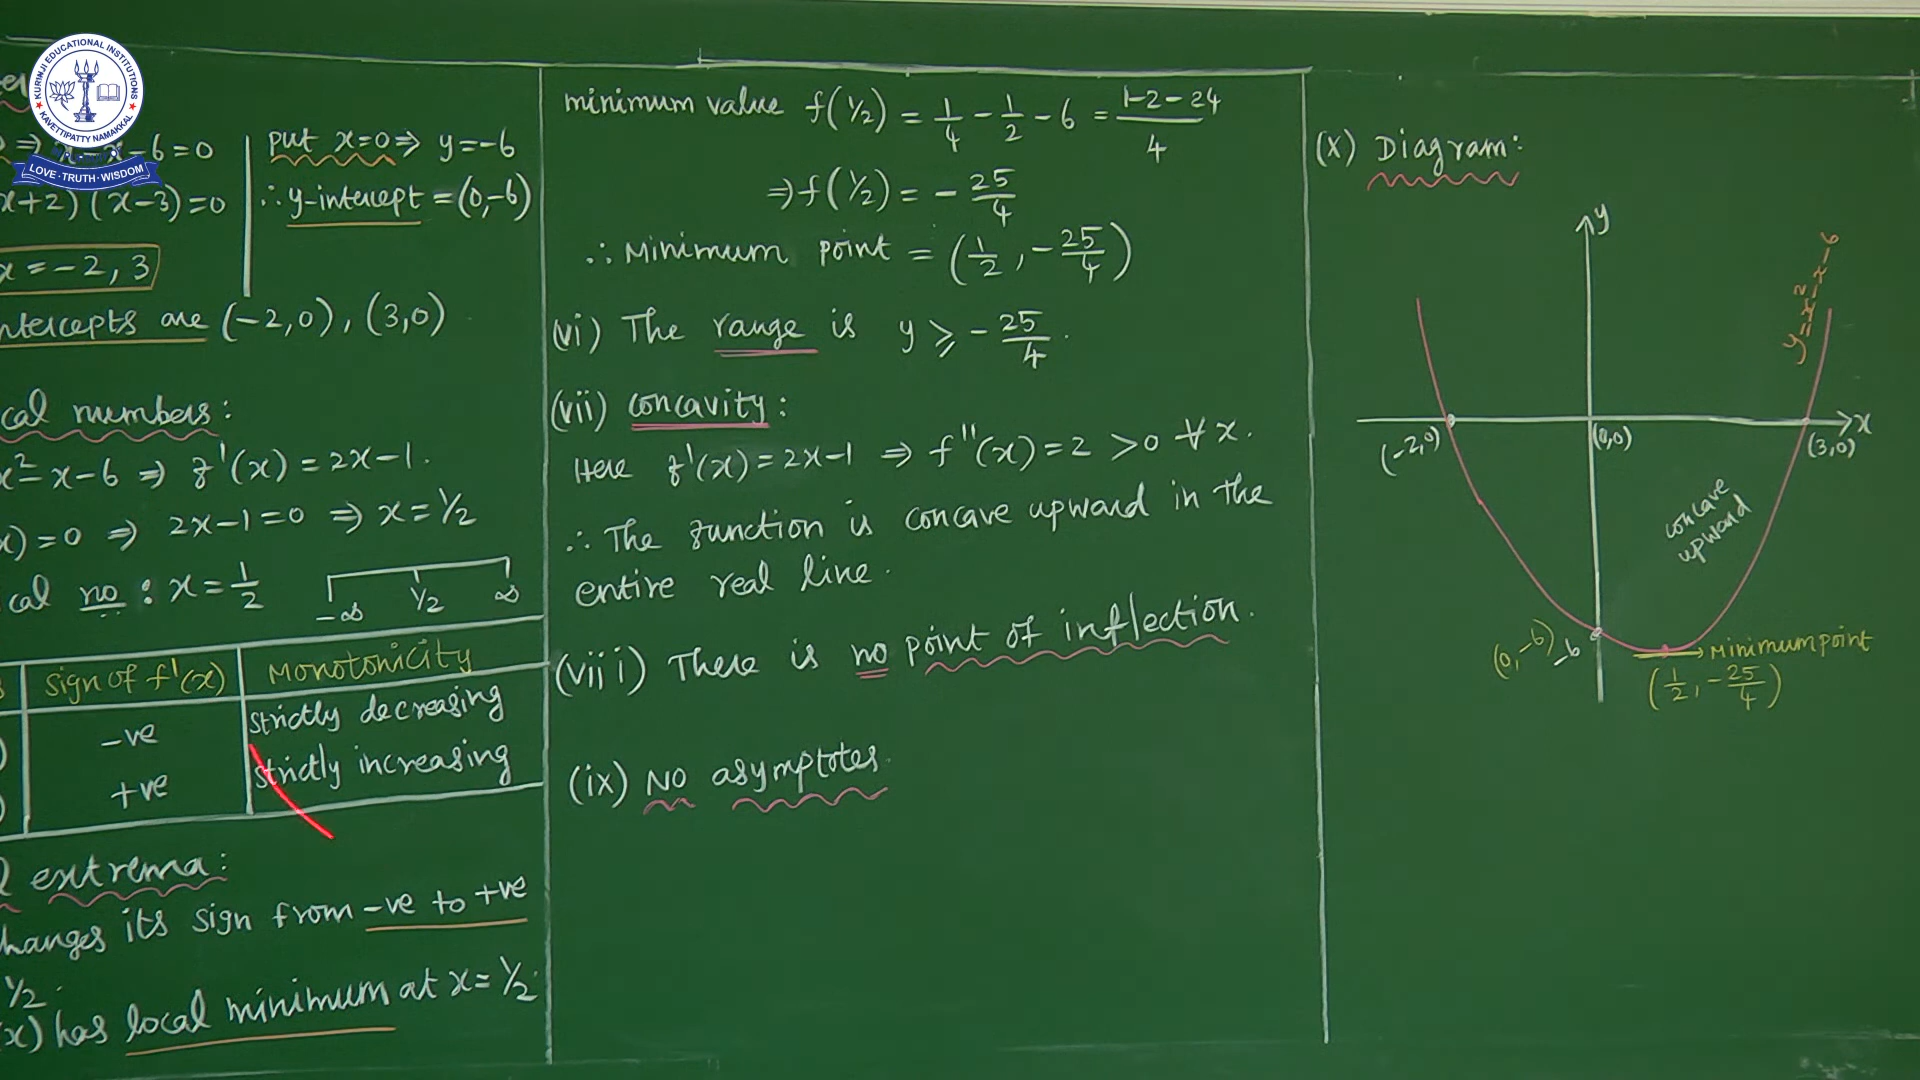 KURINJI EDUCATIONAL INSTITUTIONS
KAVETTIPATTY NAMAKKAL
LOVE · TRUTH · WISDOM
x - 6 = 0
x+2) (x-3) = 0
x = -2, 3
put x=0 ⇒ y=-6
∴ y-intercept = (0,-6)
ntercepts are (-2,0), (3,0)
cal numbers:
x² - x - 6 ⇒ f'(x) = 2x-1.
x) = 0 ⇒ 2x-1=0 ⇒ x = 1/2
cal no : x = 1/2
-∞ 1/2 ∞
Sign of f'(x) Monotonicity
-ve strictly decreasing
+ve strictly increasing
l extrema:
hanges its sign from -ve to +ve
1/2.
x) has local minimum at x = 1/2.
minimum value f(1/2) = 1/4 - 1/2 - 6 = 1-2-24/4
⇒ f(1/2) = - 25/4
∴ Minimum point = (1/2, -25/4)
(vi) The range is y ⩾ - 25/4.
(vii) concavity:
Here f'(x) = 2x-1 ⇒ f''(x) = 2 > 0 ∀ x.
∴ The function is concave upward in the
entire real line.
(viii) There is no point of inflection.
(ix) No asymptotes.
(x) Diagram:
y
y = x² - x - 6
x
(-2,0) (0,0) (3,0)
concave
upward
(0,-6) -6
Minimum point
(1/2, -25/4)